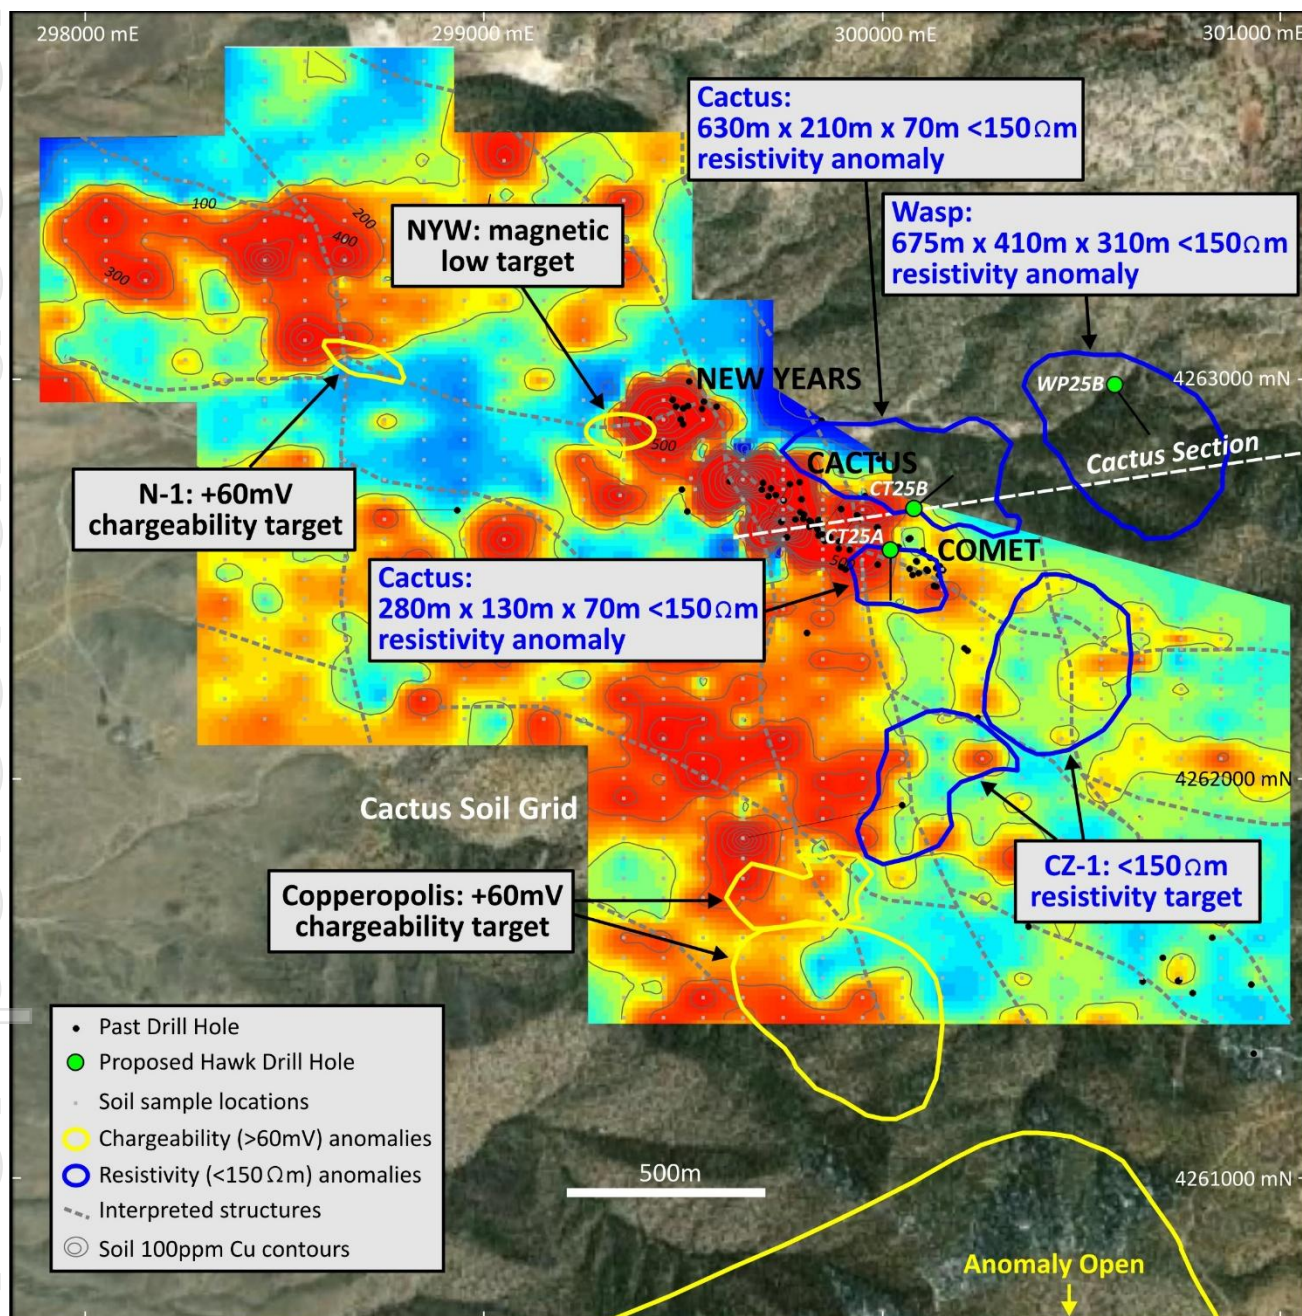 298000 mE
299000 mE
300000 mE
301000 mE
Cactus:
630m x 210m x 70m <150Ωm
resistivity anomaly
Wasp:
675m x 410m x 310m <150Ωm
resistivity anomaly
NYW: magnetic
low target
100
200
400
300
NEW YEARS
WP25B
4263000 mN
500
Cactus Section
CACTUS
CT25B
N-1: +60mV
chargeability target
CT25A
COMET
Cactus:
280m x 130m x 70m <150Ωm
resistivity anomaly
4262000 mN
Cactus Soil Grid
CZ-1: <150Ωm
resistivity target
Copperopolis: +60mV
chargeability target
Past Drill Hole
Proposed Hawk Drill Hole
Soil sample locations
Chargeability (>60mV) anomalies
Resistivity (<150Ωm) anomalies
Interpreted structures
Soil 100ppm Cu contours
500m
4261000 mN
Anomaly Open